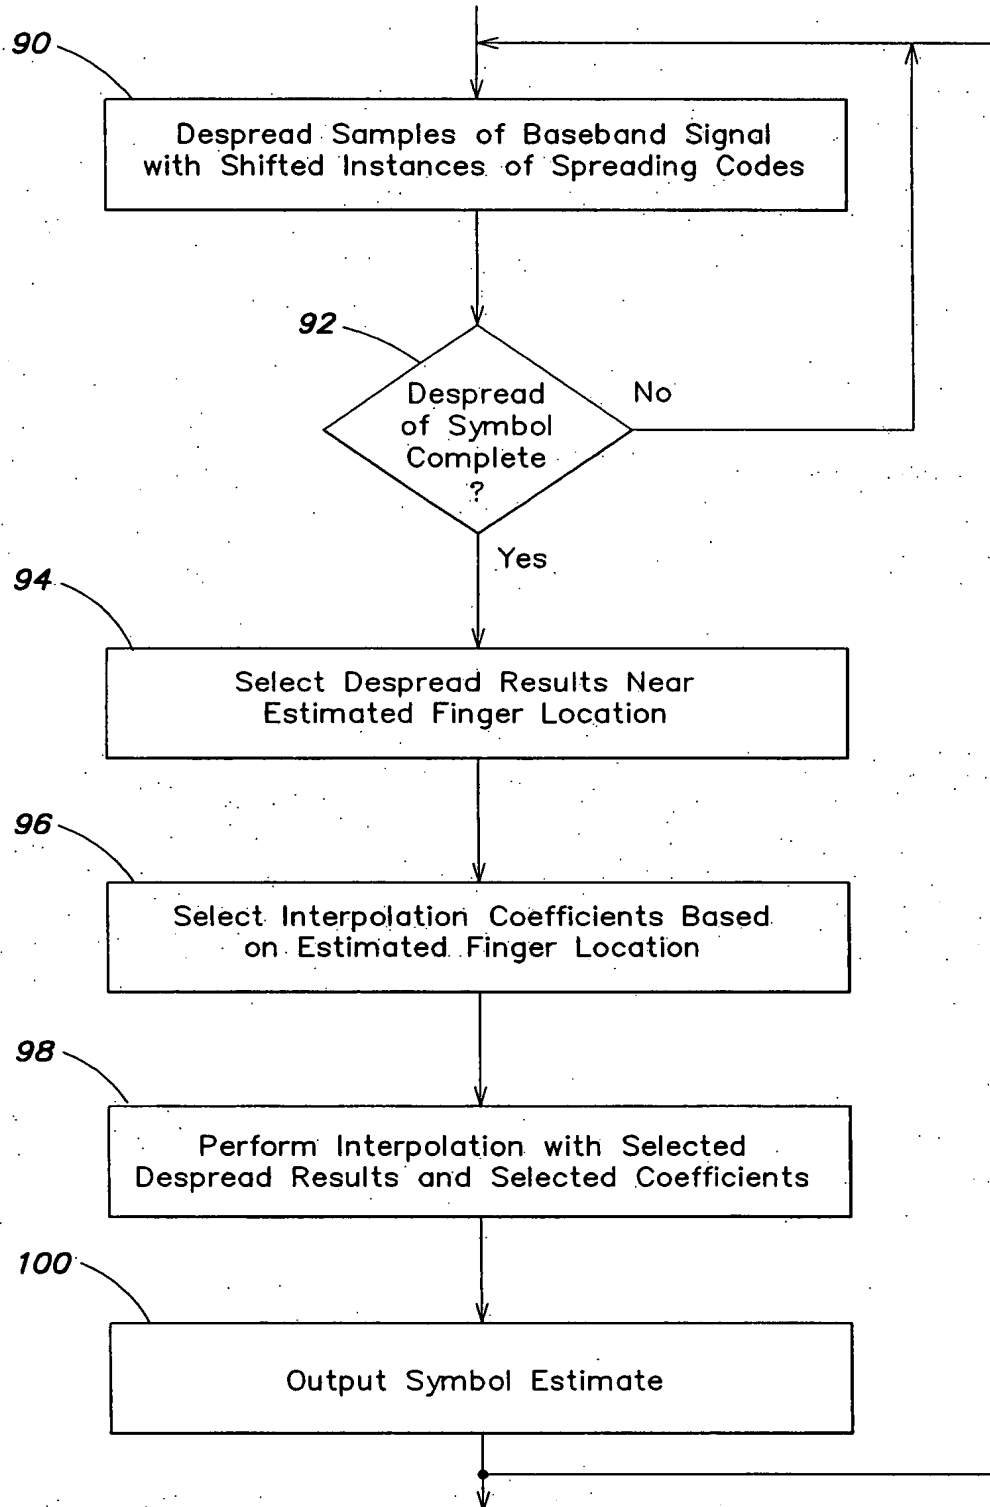 90
Despread Samples of Baseband Signal
with Shifted Instances of Spreading Codes
92
Despread
of Symbol
Complete
?
No
Yes
94
Select Despread Results Near
Estimated Finger Location
96
Select Interpolation Coefficients Based
on Estimated Finger Location
98
Perform Interpolation with Selected
Despread Results and Selected Coefficients
100
Output Symbol Estimate